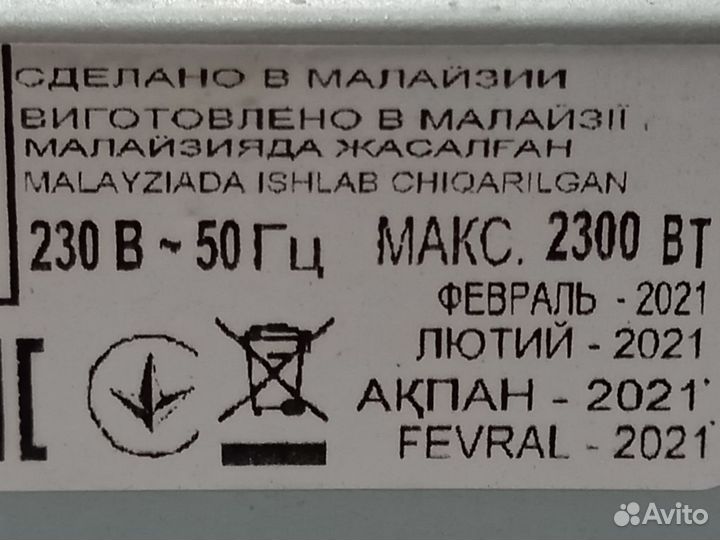 СДЕЛАНО В МАЛАЙЗИИ
ВИГОТОВЛЕНО В МАЛАЙЗІЇ
МАЛАЙЗИЯДА ЖАСАЛҒАН
MALAYZIADA ISHLAB CHIQARILGAN
230 В ~ 50 Гц МАКС. 2300 ВТ
ФЕВРАЛЬ - 2021
ЛЮТИЙ - 2021
АҚПАН - 2021
FEVRAL - 2021
Avito